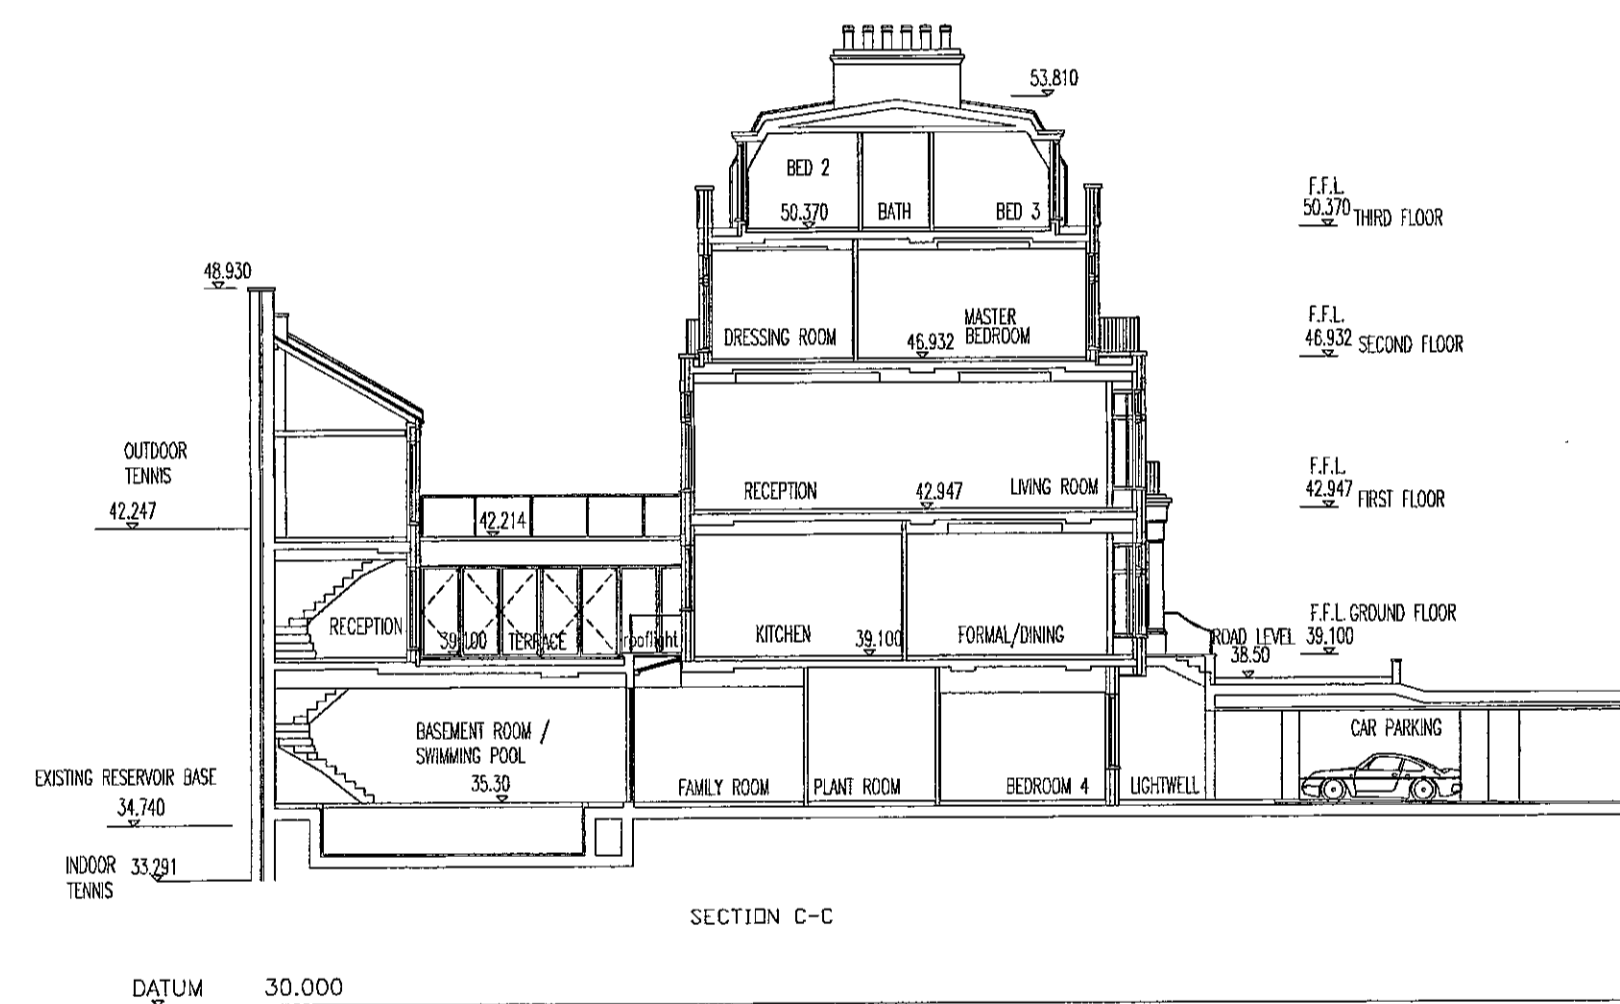 53.810
BED 2
50.370
BATH
BED 3
F.F.L.
50.370 THIRD FLOOR
48.930
DRESSING ROOM
MASTER
BEDROOM
46.932
F.F.L.
46.932 SECOND FLOOR
OUTDOOR
TENNIS
42.247
42.214
RECEPTION
42.947
LIVING ROOM
F.F.L.
42.947 FIRST FLOOR
RECEPTION
39.100
TERRACE
rooflight
KITCHEN
39.100
FORMAL/DINING
F.F.L. GROUND FLOOR
39.100
ROAD LEVEL
38.50
BASEMENT ROOM /
SWIMMING POOL
35.30
FAMILY ROOM
PLANT ROOM
BEDROOM 4
LIGHTWELL
CAR PARKING
EXISTING RESERVOIR BASE
34.740
INDOOR
TENNIS
33.291
SECTION C-C
DATUM 30.000